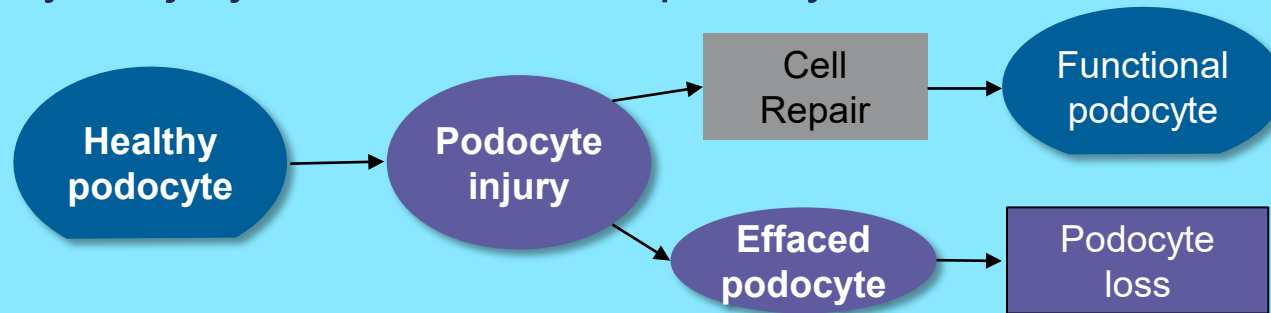 Healthy
podocyte
Podocyte
injury
Cell
Repair
Functional
podocyte
Effaced
podocyte
Podocyte
loss